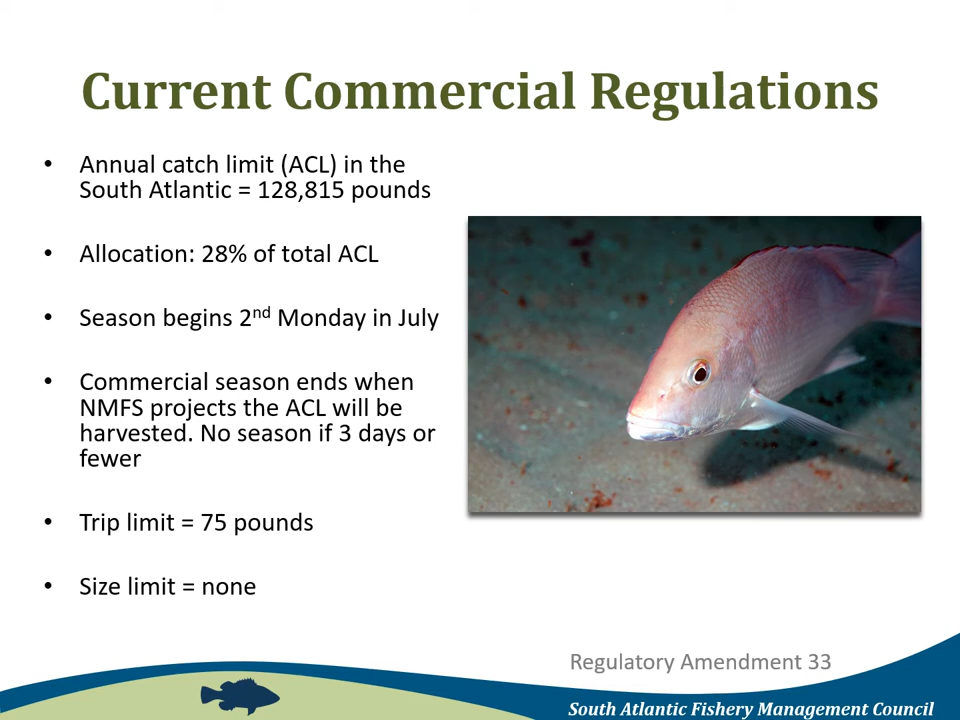 Current Commercial Regulations
• Annual catch limit (ACL) in the
South Atlantic = 128,815 pounds
• Allocation: 28% of total ACL
• Season begins 2nd Monday in July
• Commercial season ends when
NMFS projects the ACL will be
harvested. No season if 3 days or
fewer
• Trip limit = 75 pounds
• Size limit = none
Regulatory Amendment 33
South Atlantic Fishery Management Council